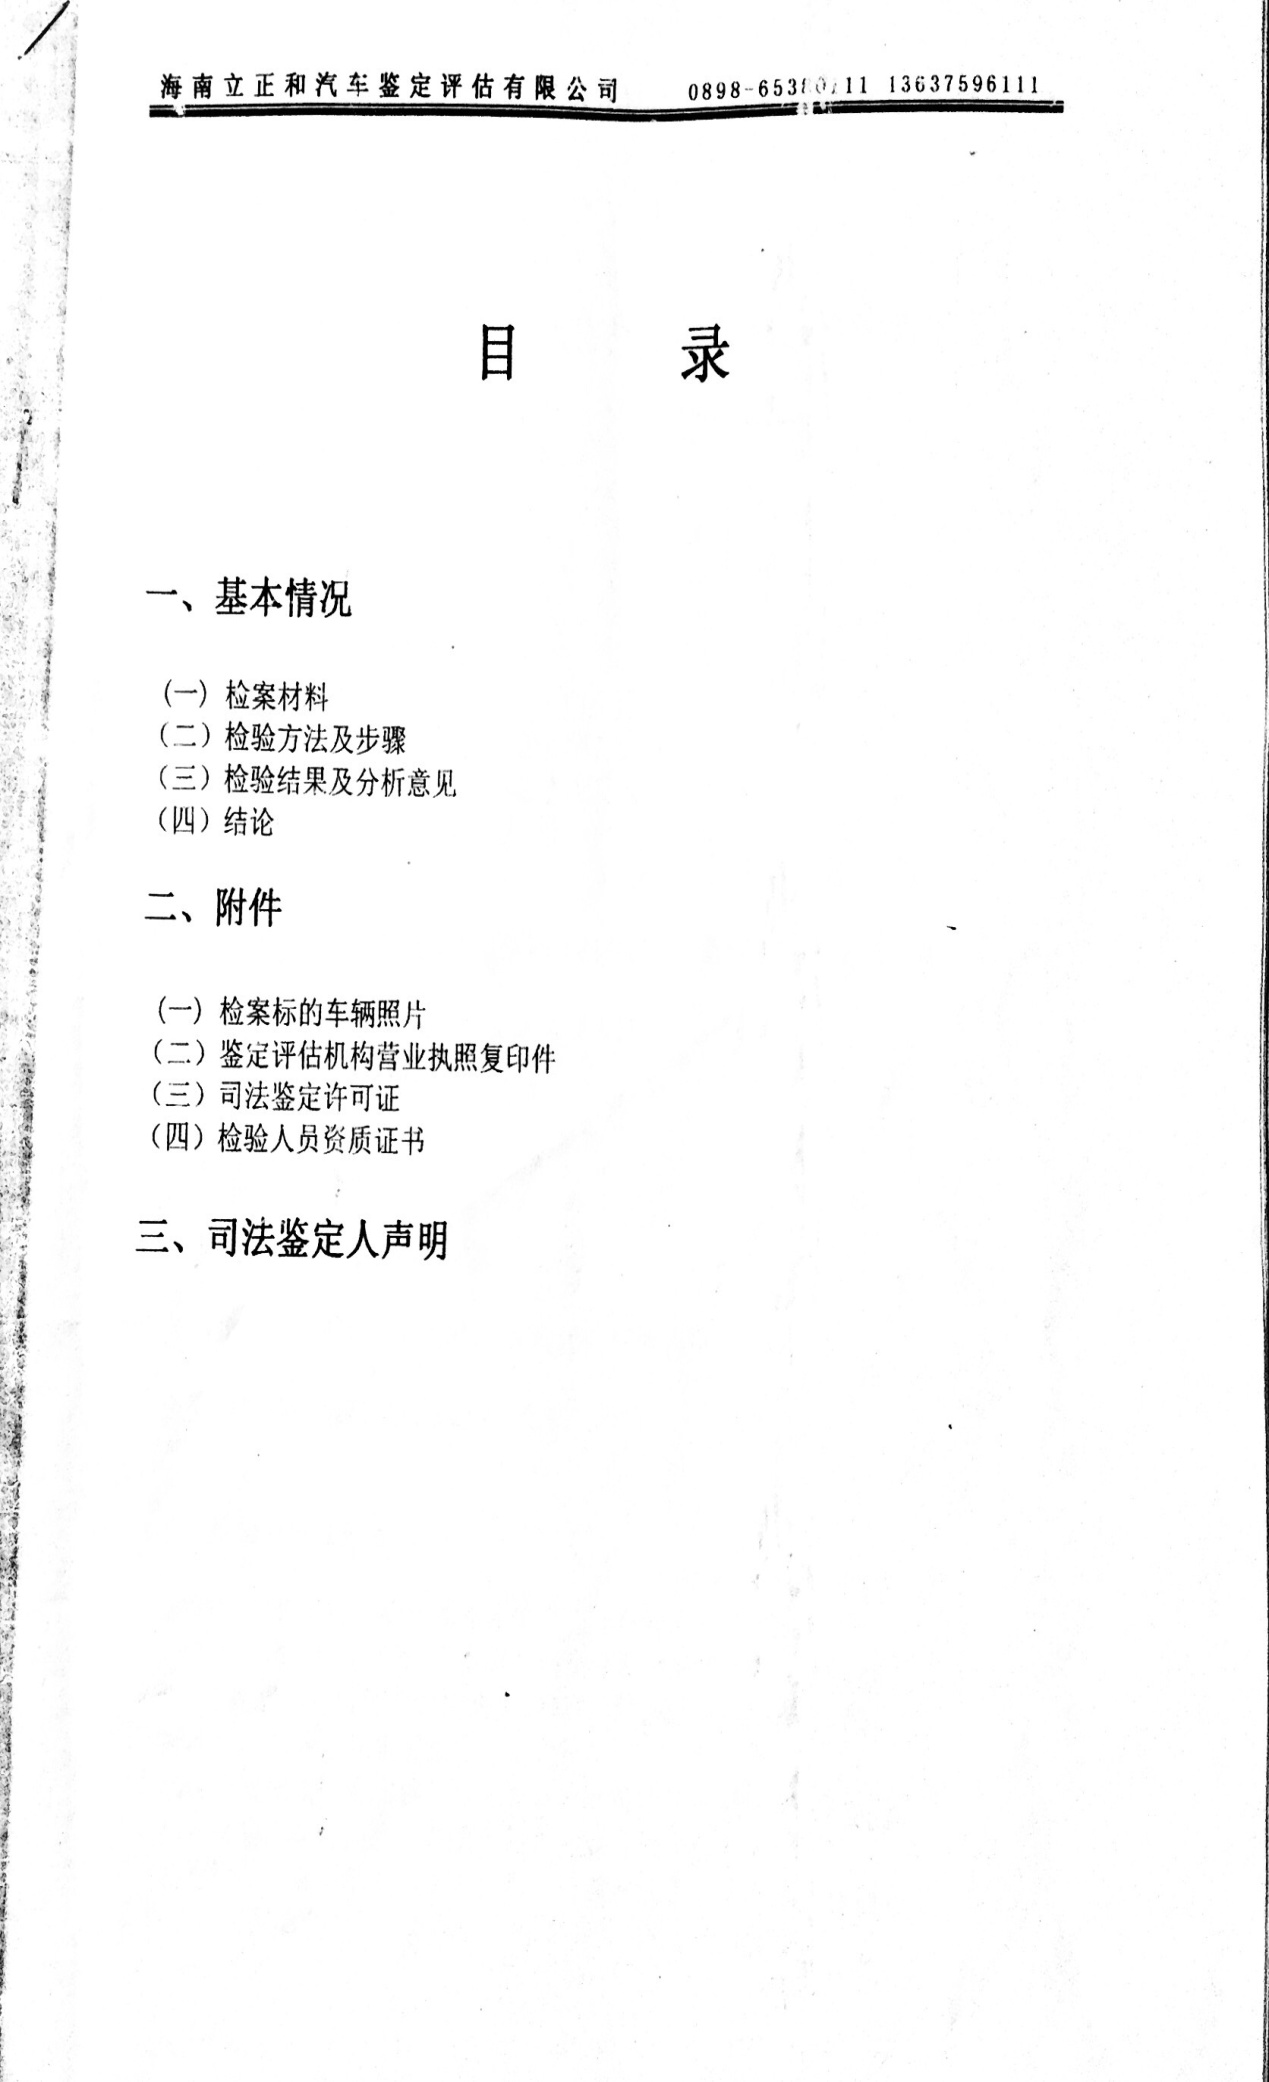 海南立正和汽车鉴定评估有限公司 13637596111
目 录
一、基本情况
（一）检案材料
（二）检验方法及步骤
（三）检验结果及分析意见
（四）结论
二、附件
（一）检案标的车辆照片
（二）鉴定评估机构营业执照复印件
（三）司法鉴定许可证
（四）检验人员资质证书
三、司法鉴定人声明